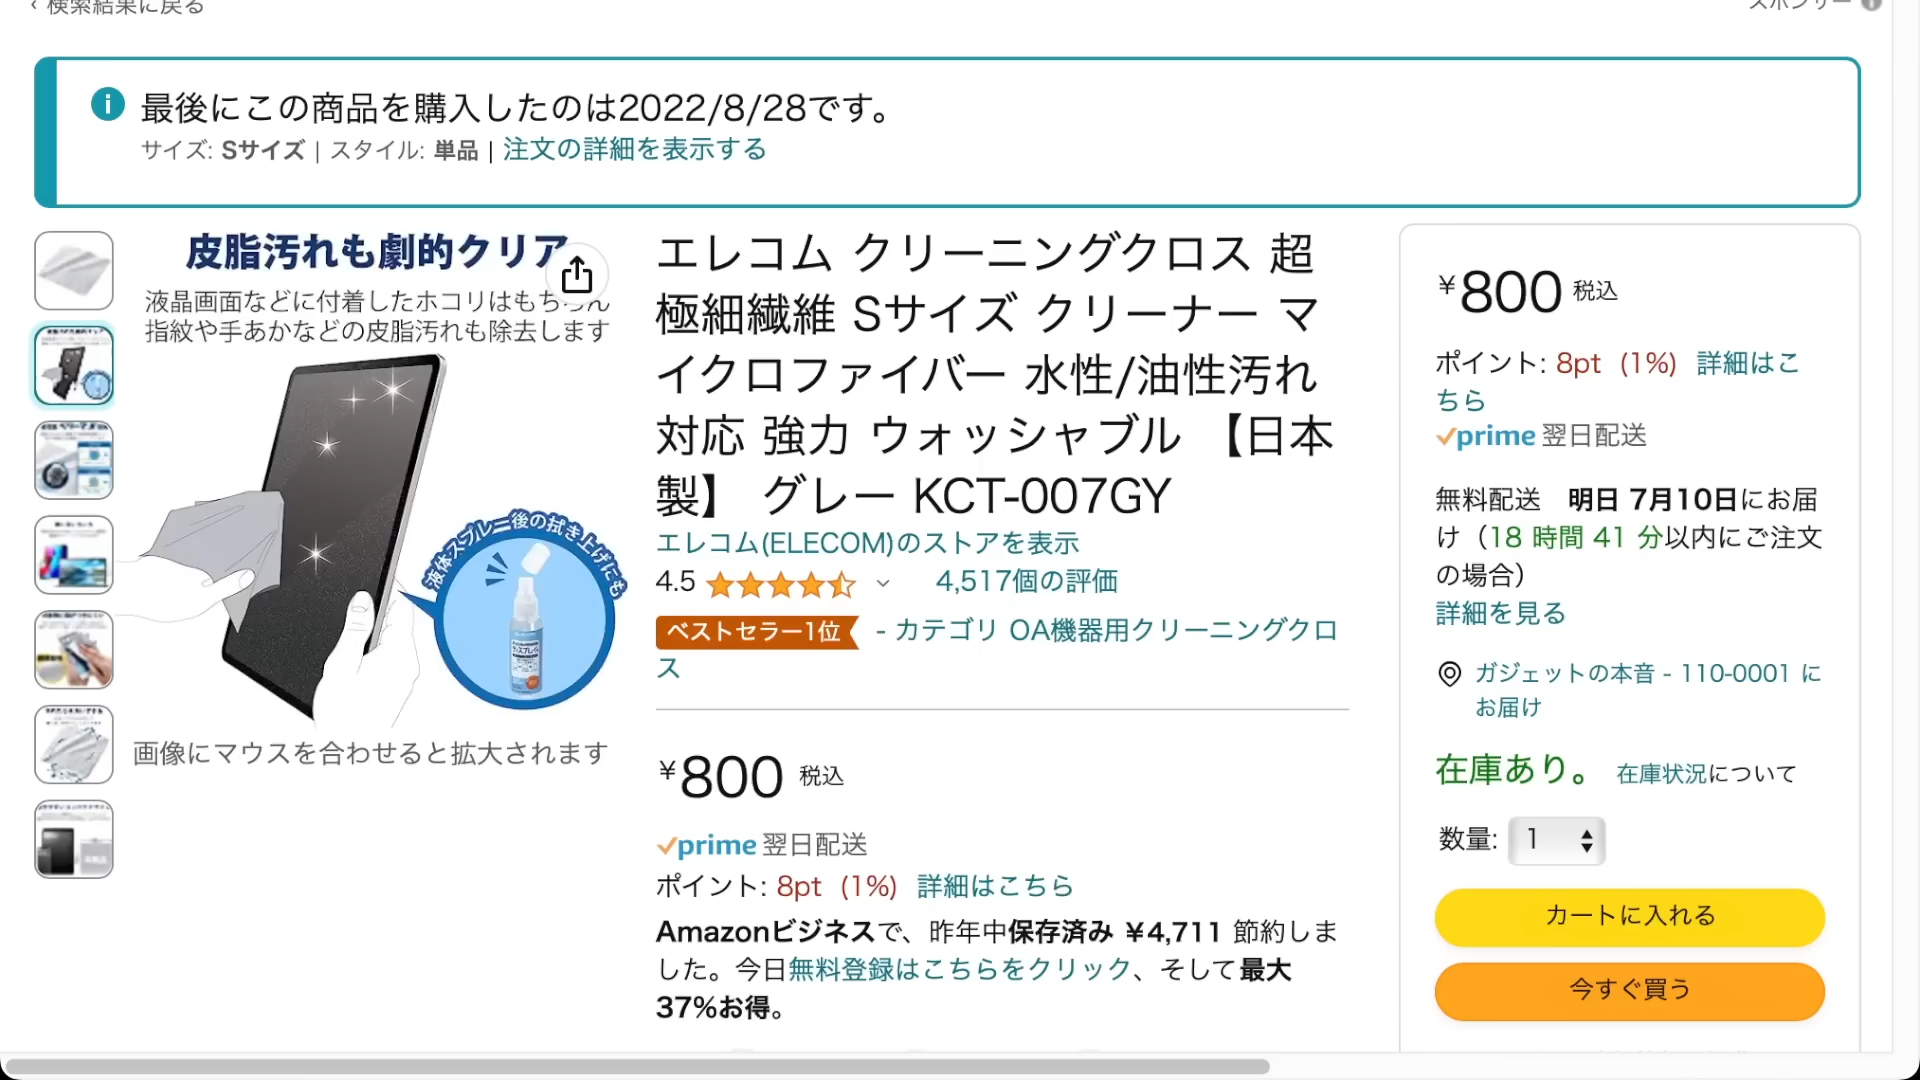 ‹ 検索結果に戻る
スポンサー
最後にこの商品を購入したのは2022/8/28です。
サイズ: Sサイズ | スタイル: 単品 | 注文の詳細を表示する
皮脂汚れも劇的クリア
液晶画面などに付着したホコリはもちろん
指紋や手あかなどの皮脂汚れも除去します
液体スプレー後の拭き上げにも
画像にマウスを合わせると拡大されます
エレコム クリーニングクロス 超
極細繊維 Sサイズ クリーナー マ
イクロファイバー 水性/油性汚れ
対応 強力 ウォッシャブル 【日本
製】 グレー KCT-007GY
エレコム(ELECOM)のストアを表示
4.5 4,517個の評価
ベストセラー1位 - カテゴリ OA機器用クリーニングクロ
ス
¥800 税込
prime 翌日配送
ポイント: 8pt (1%) 詳細はこちら
Amazonビジネスで、昨年中保存済み ¥4,711 節約しま
した。今日無料登録はこちらをクリック、そして最大
37%お得。
¥800 税込
ポイント: 8pt (1%) 詳細はこ
ちら
prime 翌日配送
無料配送 明日 7月10日にお届
け（18 時間 41 分以内にご注文
の場合）
詳細を見る
ガジェットの本音 - 110-0001 に
お届け
在庫あり。 在庫状況について
数量: 1
カートに入れる
今すぐ買う